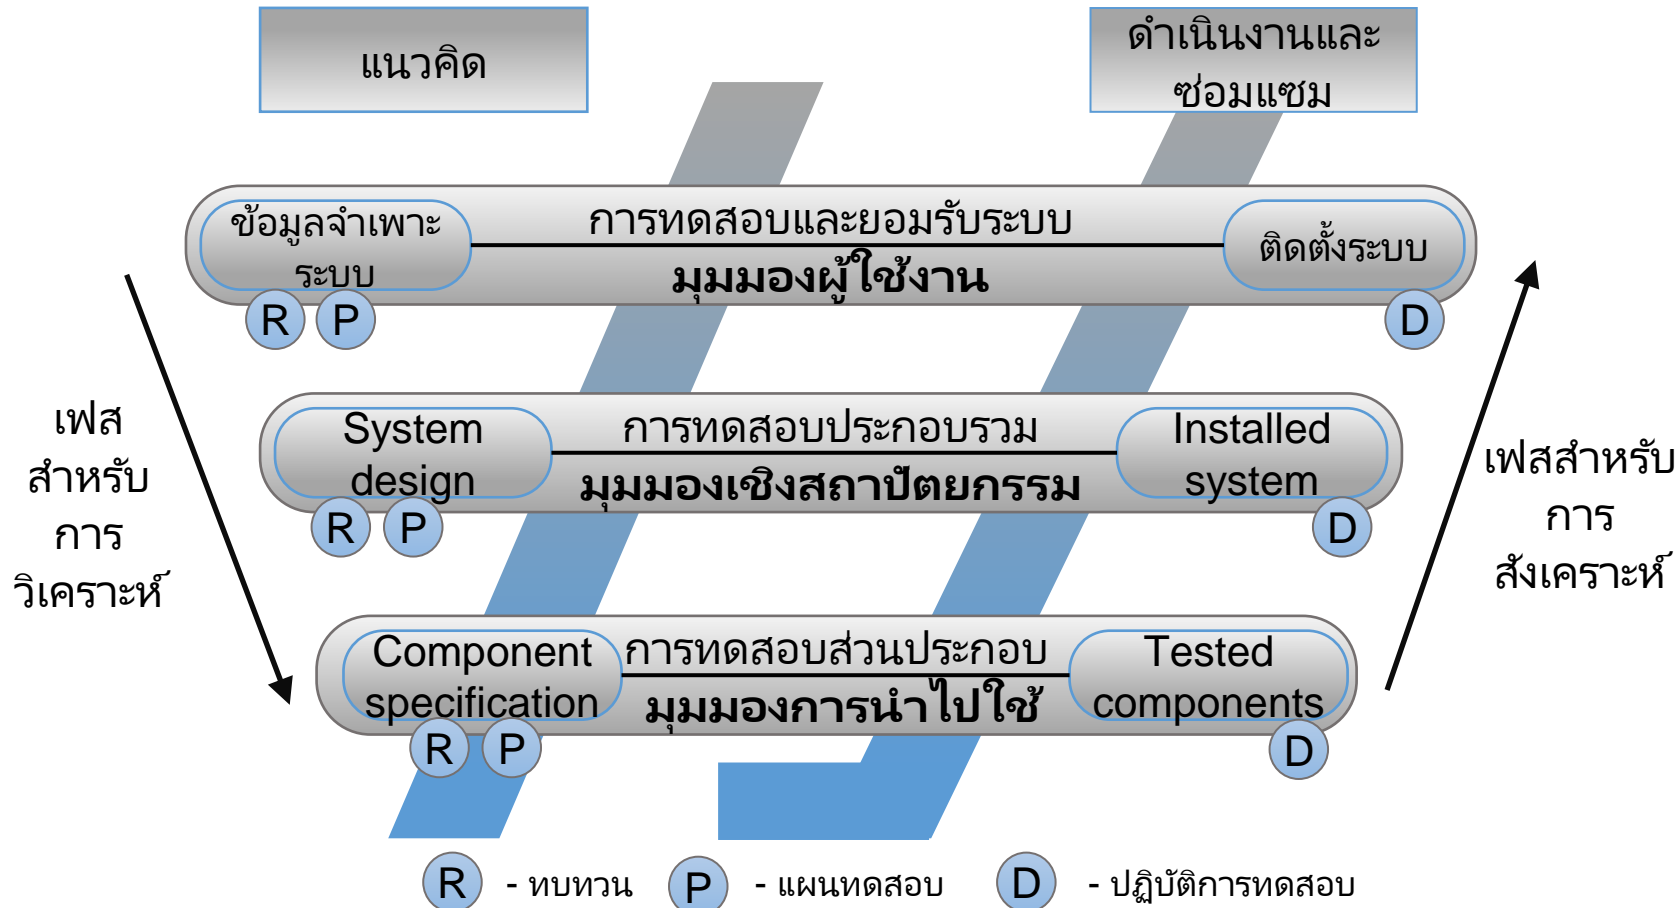 แนวคิด
ดำเนินงานและ
ซ่อมแซม
ข้อมูลจำเพาะ
ระบบ
การทดสอบและยอมรับระบบ
มุมมองผู้ใช้งาน
ติดตั้งระบบ
R P
D
เฟส
สำหรับ
การ
วิเคราะห์
System
design
การทดสอบประกอบรวม
มุมมองเชิงสถาปัตยกรรม
Installed
system
R P
D
เฟสสำหรับ
การ
สังเคราะห์
Component
specification
การทดสอบส่วนประกอบ
มุมมองการนำไปใช้
Tested
components
R P
D
R - ทบทวน P - แผนทดสอบ D - ปฏิบัติการทดสอบ